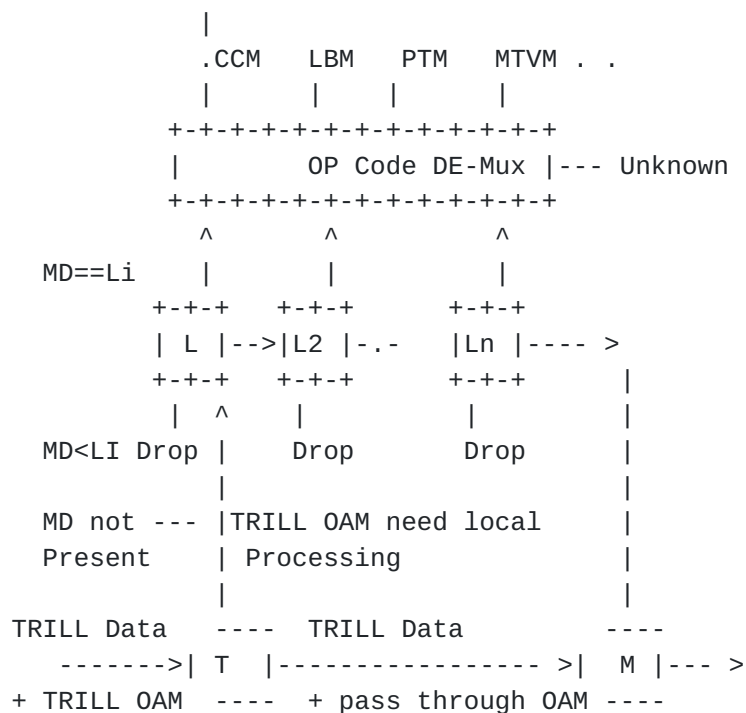 |
.CCM    LBM   PTM    MTVM . .
|       |     |       |
+-+-+-+-+-+-+-+-+-+-+-+-+
|        OP Code DE-Mux |--- Unknown
+-+-+-+-+-+-+-+-+-+-+-+-+
^       ^           ^
MD==Li    |       |           |
+-+-+   +-+-+      +-+-+
| L |-->|L2 |-.-   |Ln |---- >
+-+-+   +-+-+      +-+-+      |
|  ^    |           |         |
MD<LI Drop |    Drop       Drop      |
|                         |
MD not --- |TRILL OAM need local     |
Present    | Processing              |
|                         |
TRILL Data   ----  TRILL Data         ----
------->| T  |----------------- >|  M |--- >
+ TRILL OAM  ----  + pass through OAM ----